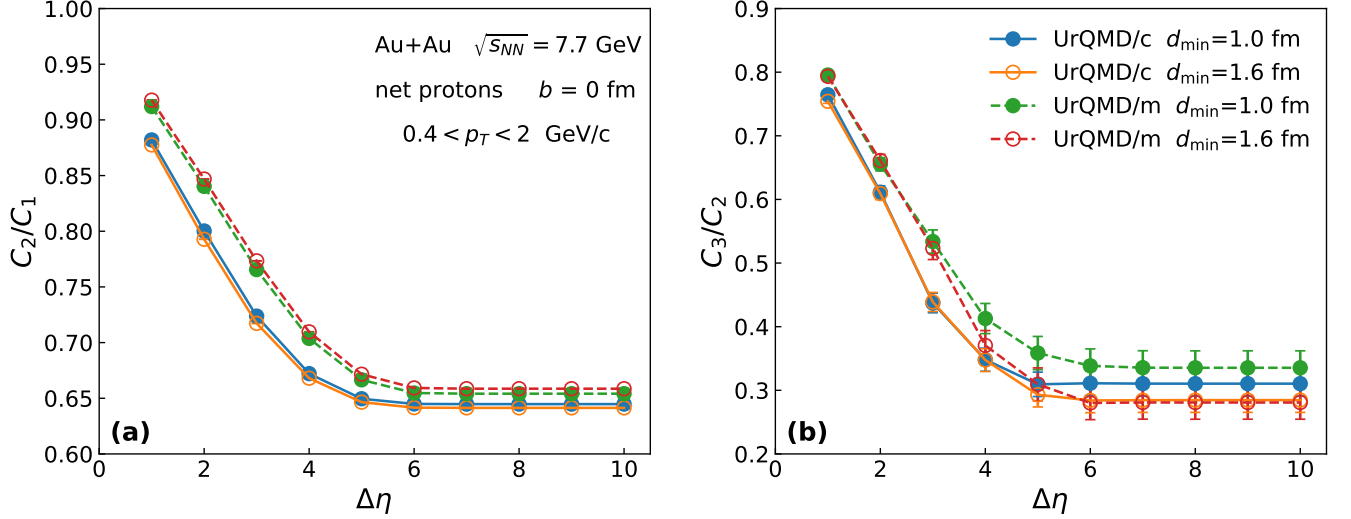 1.00
0.95
0.90
0.85
0.80
0.75
0.70
0.65
0.60
C₂/C₁
Au+Au √sNN = 7.7 GeV
net protons b = 0 fm
0.4 < pT < 2 GeV/c
(a)
0 2 4 6 8 10
Δη
0.9
0.8
0.7
0.6
0.5
0.4
0.3
0.2
C₃/C₂
UrQMD/c dmin=1.0 fm
UrQMD/c dmin=1.6 fm
UrQMD/m dmin=1.0 fm
UrQMD/m dmin=1.6 fm
(b)
0 2 4 6 8 10
Δη